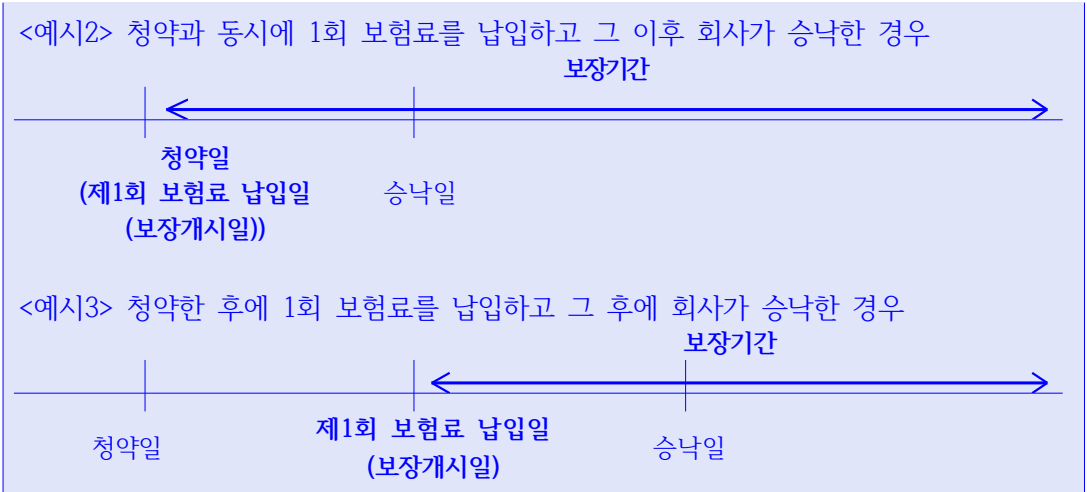 <예시2> 청약과 동시에 1회 보험료를 납입하고 그 이후 회사가 승낙한 경우
보장기간
청약일
(제1회 보험료 납입일 승낙일
(보장개시일))
<예시3> 청약한 후에 1회 보험료를 납입하고 그 후에 회사가 승낙한 경우
보장기간
청약일 제1회 보험료 납입일 승낙일
(보장개시일)